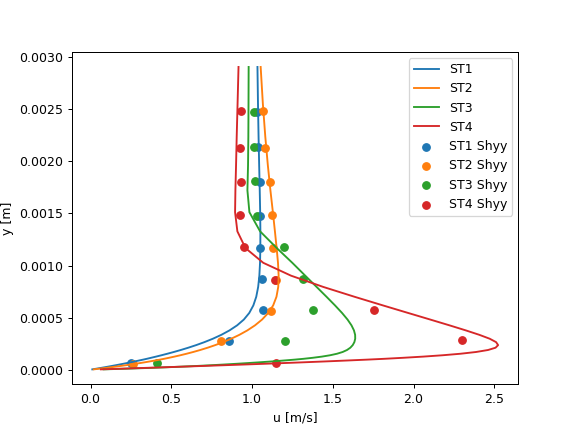 0.0030
0.0025
0.0020
0.0015
0.0010
0.0005
0.0000
y [m]
0.0
0.5
1.0
1.5
2.0
2.5
u [m/s]
ST1
ST2
ST3
ST4
ST1 Shyy
ST2 Shyy
ST3 Shyy
ST4 Shyy